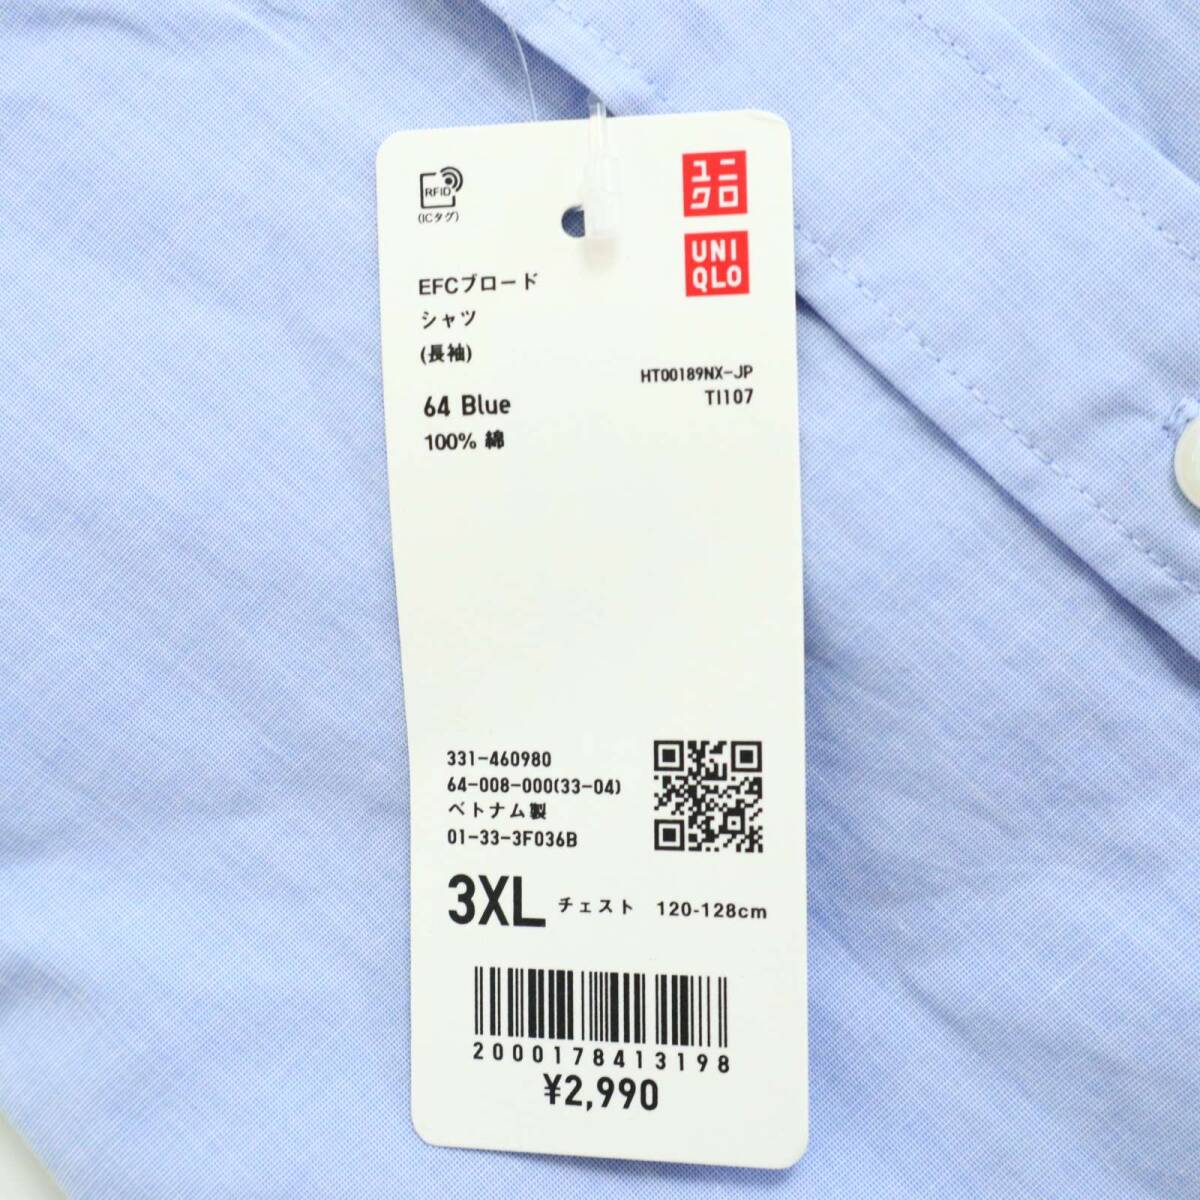 RFID
(ICタグ)
ユニ
クロ
UNI
QLO
EFCブロード
シャツ
(長袖)
HT00189NX-JP
TI107
64 Blue
100% 綿
331-460980
64-008-000(33-04)
ベトナム製
01-33-3F036B
3XL チェスト 120-128cm
2000178413198
¥2,990